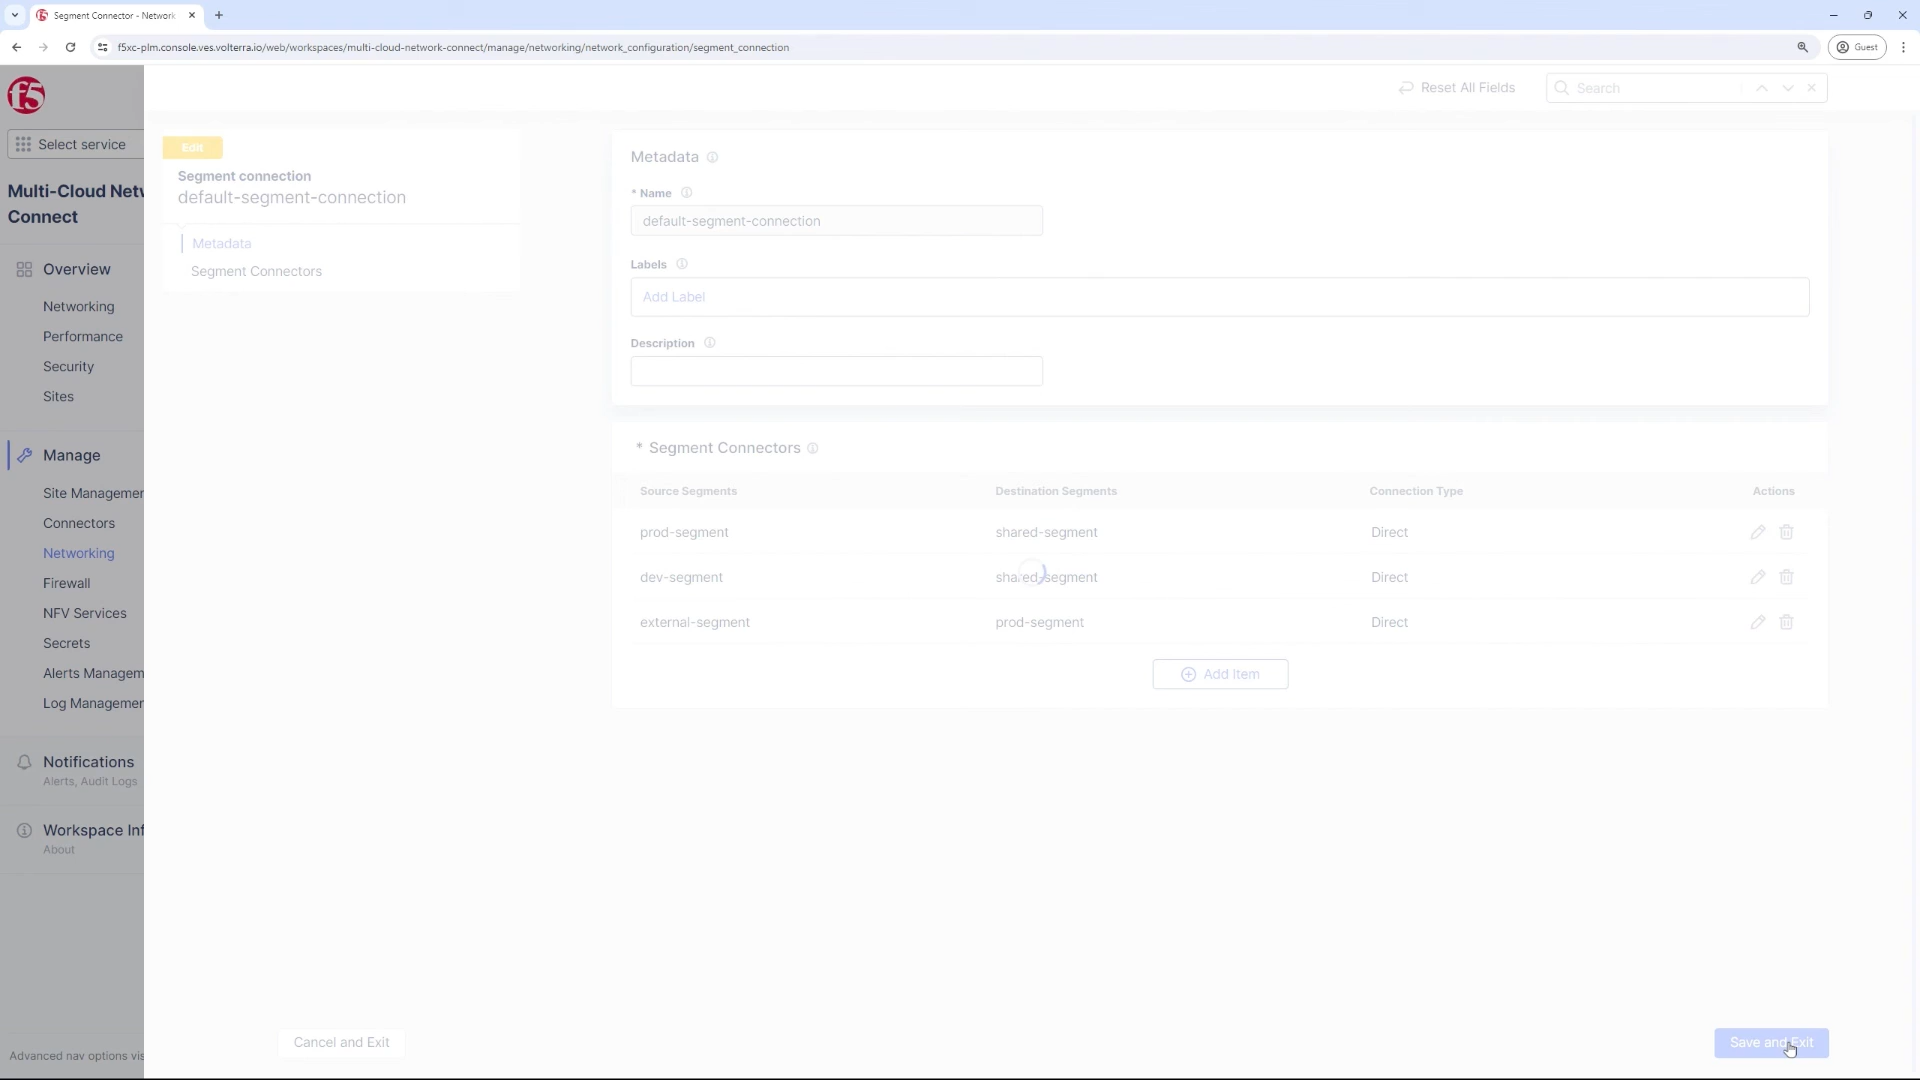 Segment Connector - Network
f5xc-plm.console.ves.volterra.io/web/workspaces/multi-cloud-network-connect/manage/networking/network_configuration/segment_connection
Guest
f5
Reset All Fields
Search
Select service
Edit
Segment connection
default-segment-connection
Metadata
Segment Connectors
Multi-Cloud Netw
Connect
Overview
Networking
Performance
Security
Sites
Manage
Site Managemen
Connectors
Networking
Firewall
NFV Services
Secrets
Alerts Managem
Log Managemen
Notifications
Alerts, Audit Logs
Workspace Inf
About
Advanced nav options vis
Metadata
* Name
default-segment-connection
Labels
Add Label
Description
* Segment Connectors
Source Segments Destination Segments Connection Type Actions
prod-segment shared-segment Direct
dev-segment shared-segment Direct
external-segment prod-segment Direct
Add Item
Cancel and Exit
Save and Exit